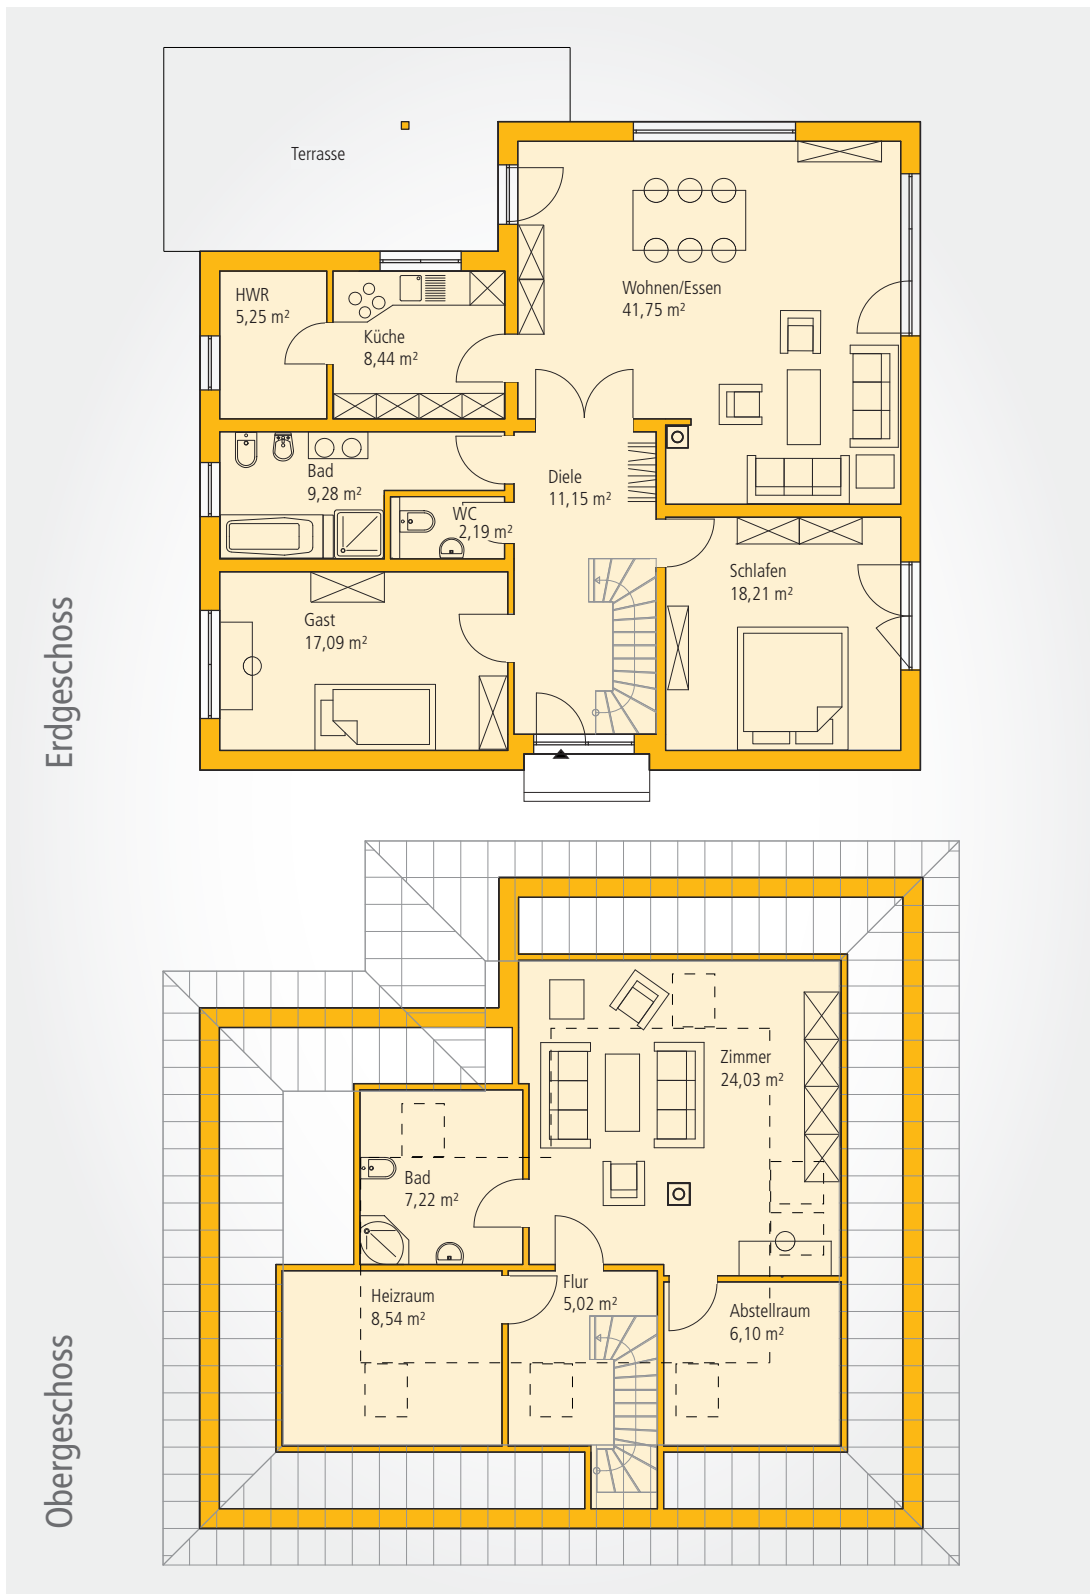 Erdgeschoss
Terrasse
HWR
5,25 m²
Küche
8,44 m²
Wohnen/Essen
41,75 m²
Bad
9,28 m²
WC
2,19 m²
Diele
11,15 m²
Schlafen
18,21 m²
Gast
17,09 m²
Obergeschoss
Zimmer
24,03 m²
Bad
7,22 m²
Heizraum
8,54 m²
Flur
5,02 m²
Abstellraum
6,10 m²